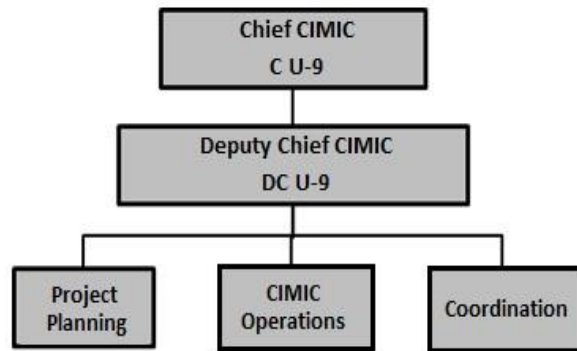 Chief CIMIC
C U-9
Deputy Chief CIMIC
DC U-9
Project
Planning
CIMIC
Operations
Coordination